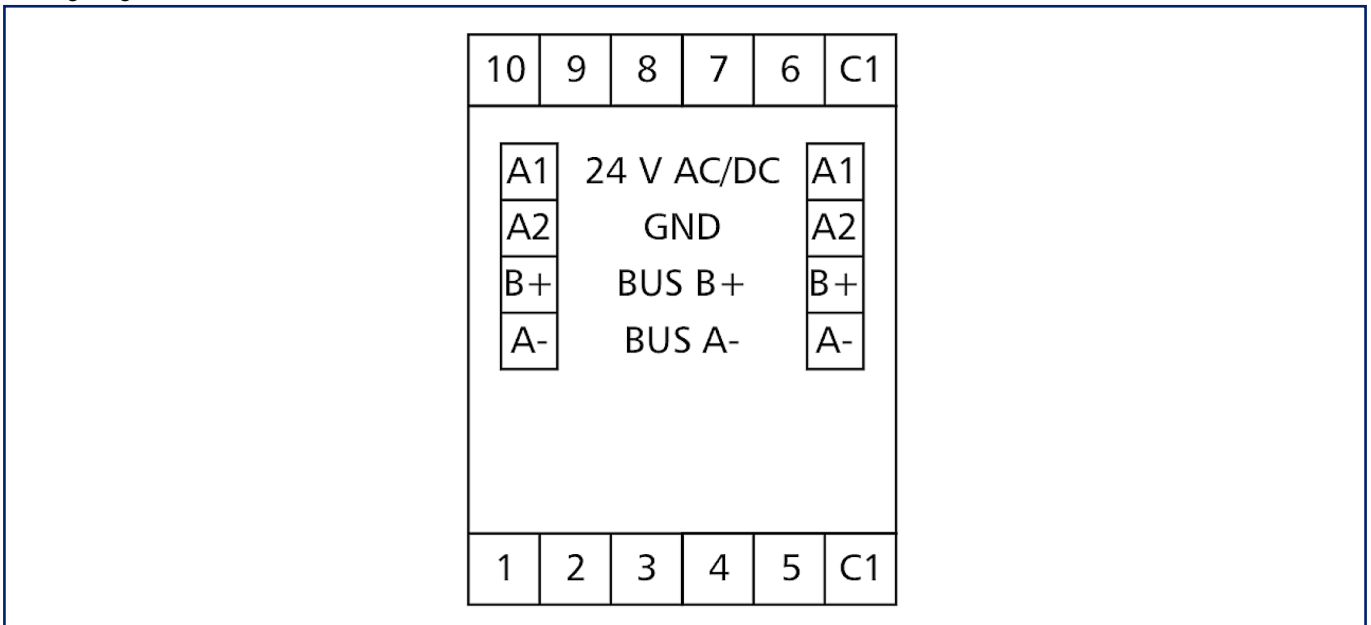 10 9 8 7 6 C1
A1 24 V AC/DC A1
A2 GND A2
B+ BUS B+ B+
A- BUS A- A-
1 2 3 4 5 C1